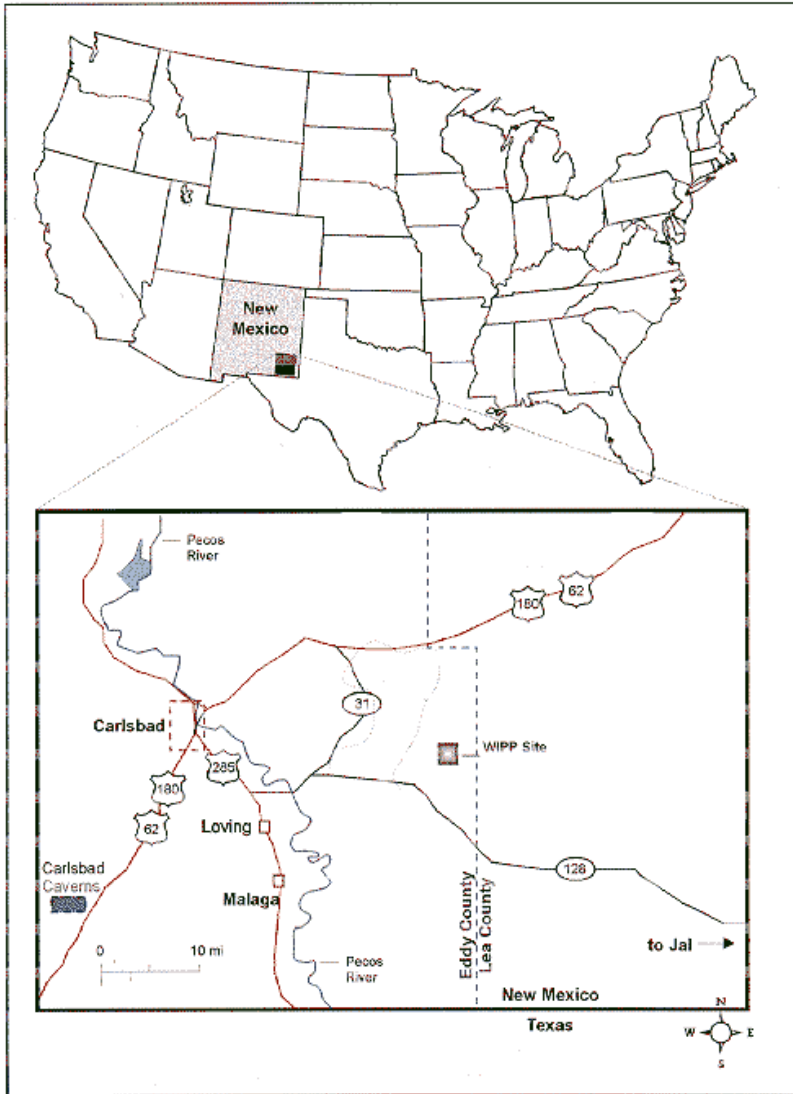 New
Mexico
Pecos
River
180
62
31
Carlsbad
WIPP Site
285
180
Loving
62
128
Carlsbad
Caverns
Malaga
Eddy County
Lea County
0 10 mi
to Jal
Pecos
River
New Mexico
Texas
N
W E
S